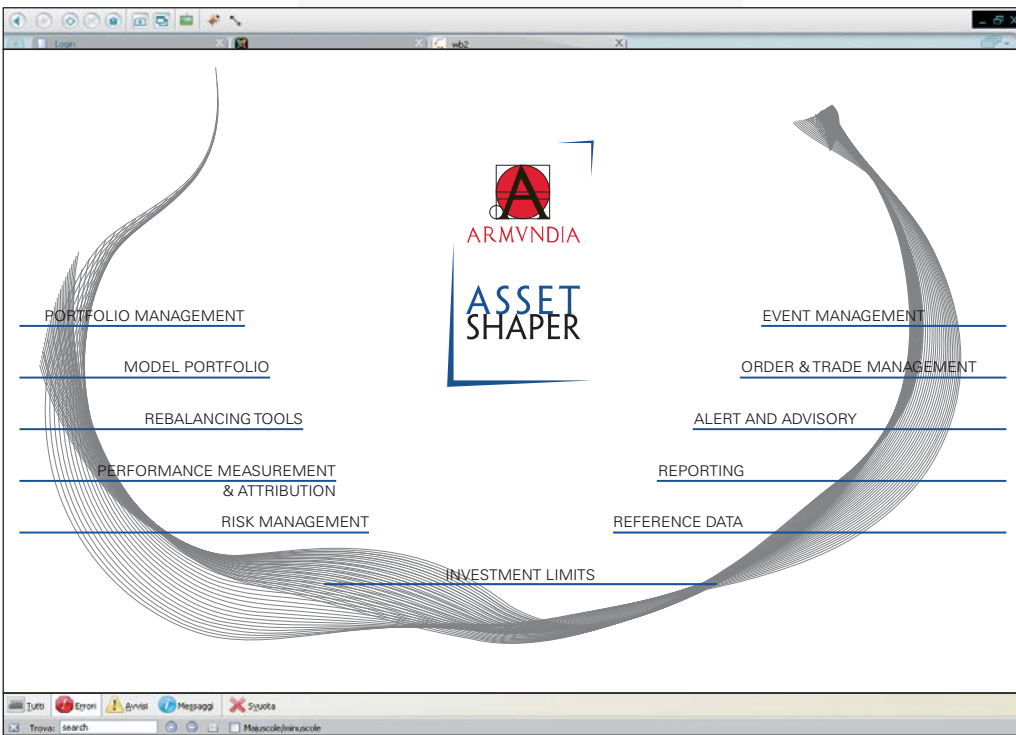 Login
wb2
ARMVNDIA
ASSET
SHAPER
PORTFOLIO MANAGEMENT
EVENT MANAGEMENT
MODEL PORTFOLIO
ORDER & TRADE MANAGEMENT
REBALANCING TOOLS
ALERT AND ADVISORY
PERFORMANCE MEASUREMENT
& ATTRIBUTION
REPORTING
RISK MANAGEMENT
REFERENCE DATA
INVESTMENT LIMITS
Tutti Errori Avvisi Messaggi Svuota
Trova: search Maiuscole/minuscole